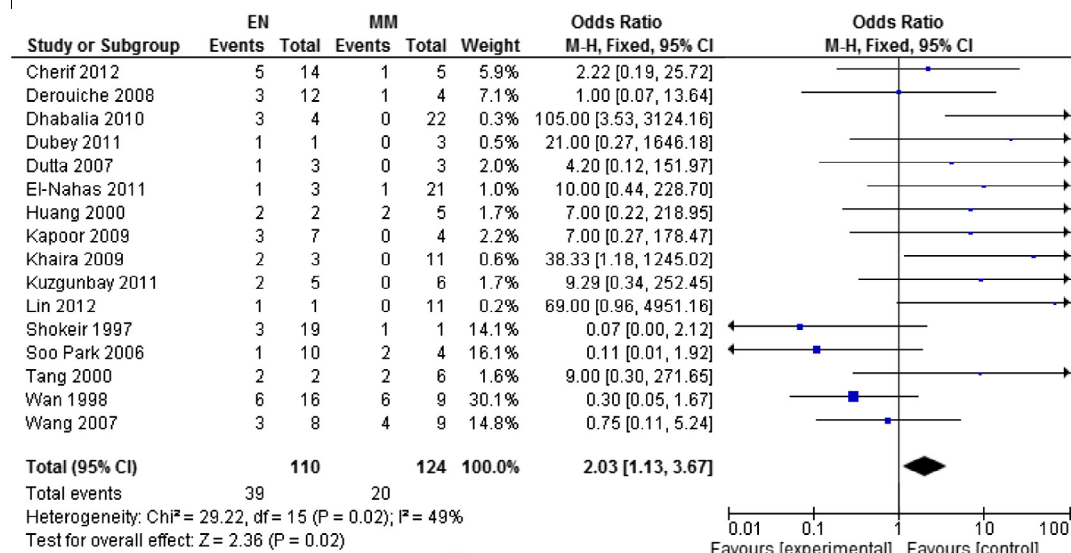 EN MM Odds Ratio Odds Ratio
Study or Subgroup Events Total Events Total Weight M-H, Fixed, 95% CI M-H, Fixed, 95% CI
Cherif 2012 5 14 1 5 5.9% 2.22 [0.19, 25.72]
Derouiche 2008 3 12 1 4 7.1% 1.00 [0.07, 13.64]
Dhabalia 2010 3 4 0 22 0.3% 105.00 [3.53, 3124.16]
Dubey 2011 1 1 0 3 0.5% 21.00 [0.27, 1646.18]
Dutta 2007 1 3 0 3 2.0% 4.20 [0.12, 151.97]
El-Nahas 2011 1 3 1 21 1.0% 10.00 [0.44, 228.70]
Huang 2000 2 2 2 5 1.7% 7.00 [0.22, 218.95]
Kapoor 2009 3 7 0 4 2.2% 7.00 [0.27, 178.47]
Khaira 2009 2 3 0 11 0.6% 38.33 [1.18, 1245.02]
Kuzgunbay 2011 2 5 0 6 1.7% 9.29 [0.34, 252.45]
Lin 2012 1 1 0 11 0.2% 69.00 [0.96, 4951.16]
Shokeir 1997 3 19 1 1 14.1% 0.07 [0.00, 2.12]
Soo Park 2006 1 10 2 4 16.1% 0.11 [0.01, 1.92]
Tang 2000 2 2 2 6 1.6% 9.00 [0.30, 271.65]
Wan 1998 6 16 6 9 30.1% 0.30 [0.05, 1.67]
Wang 2007 3 8 4 9 14.8% 0.75 [0.11, 5.24]
Total (95% CI) 110 124 100.0% 2.03 [1.13, 3.67]
Total events 39 20
Heterogeneity: Chi² = 29.22, df = 15 (P = 0.02); I² = 49%
Test for overall effect: Z = 2.36 (P = 0.02)
0.01 0.1 1 10 100
Favours [experimental] Favours [control]